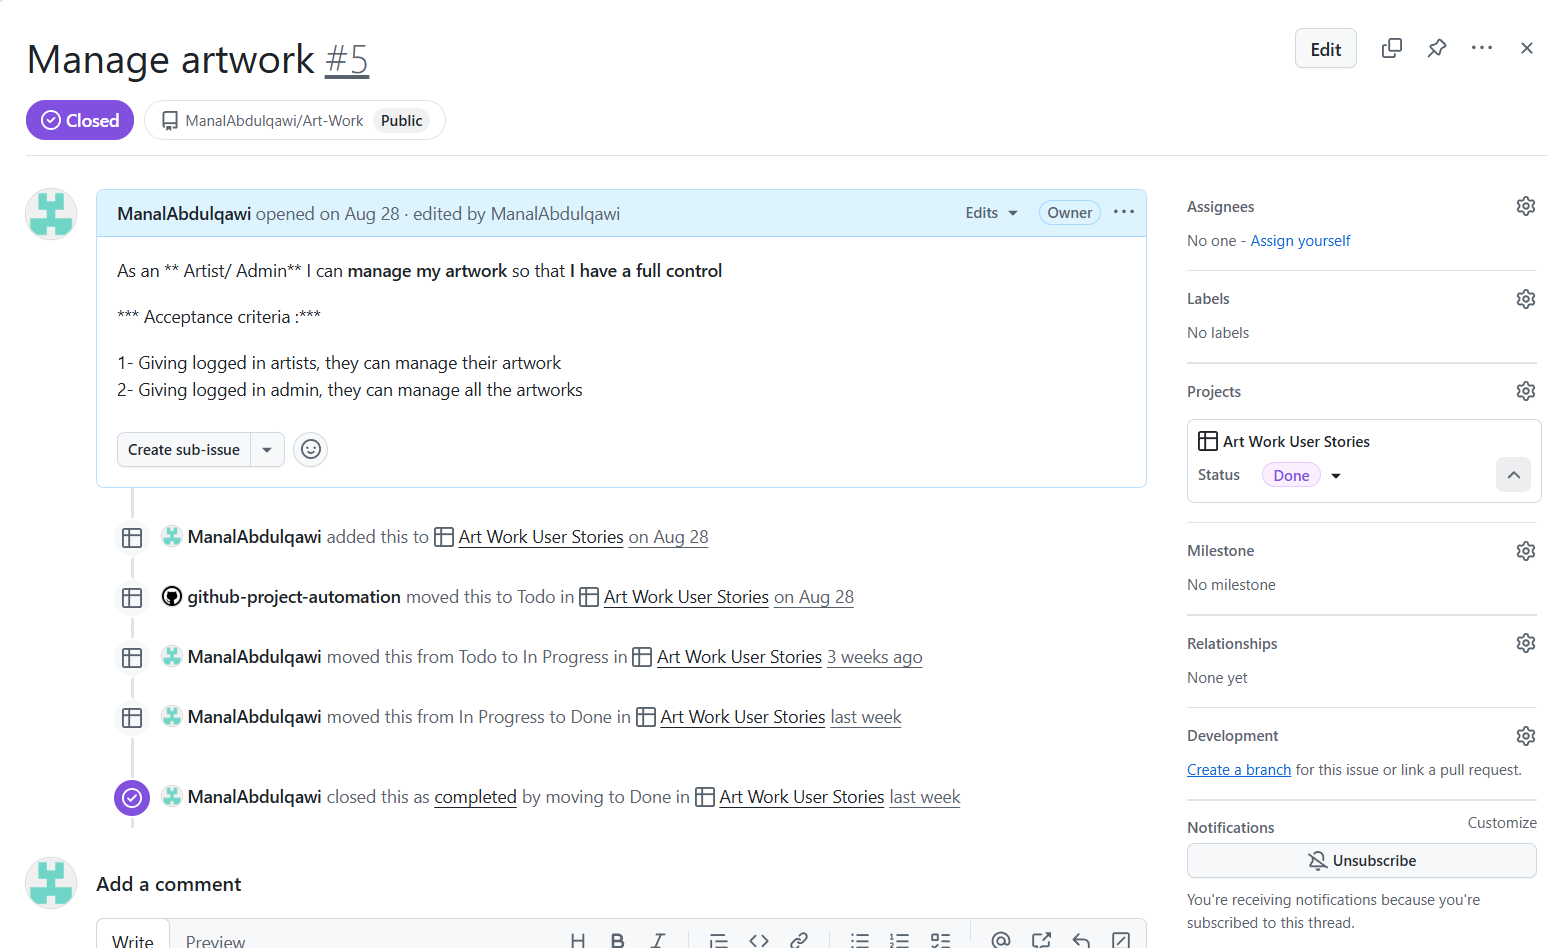 Manage artwork #5
Edit
Closed
ManalAbdulqawi/Art-Work Public
ManalAbdulqawi opened on Aug 28 · edited by ManalAbdulqawi
Edits
Owner
As an ** Artist/ Admin** I can manage my artwork so that I have a full control
*** Acceptance criteria :***
1- Giving logged in artists, they can manage their artwork
2- Giving logged in admin, they can manage all the artworks
Create sub-issue
ManalAbdulqawi added this to Art Work User Stories on Aug 28
github-project-automation moved this to Todo in Art Work User Stories on Aug 28
ManalAbdulqawi moved this from Todo to In Progress in Art Work User Stories 3 weeks ago
ManalAbdulqawi moved this from In Progress to Done in Art Work User Stories last week
ManalAbdulqawi closed this as completed by moving to Done in Art Work User Stories last week
Add a comment
Write
Preview
Assignees
No one - Assign yourself
Labels
No labels
Projects
Art Work User Stories
Status Done
Milestone
No milestone
Relationships
None yet
Development
Create a branch for this issue or link a pull request.
Notifications
Customize
Unsubscribe
You're receiving notifications because you're
subscribed to this thread.